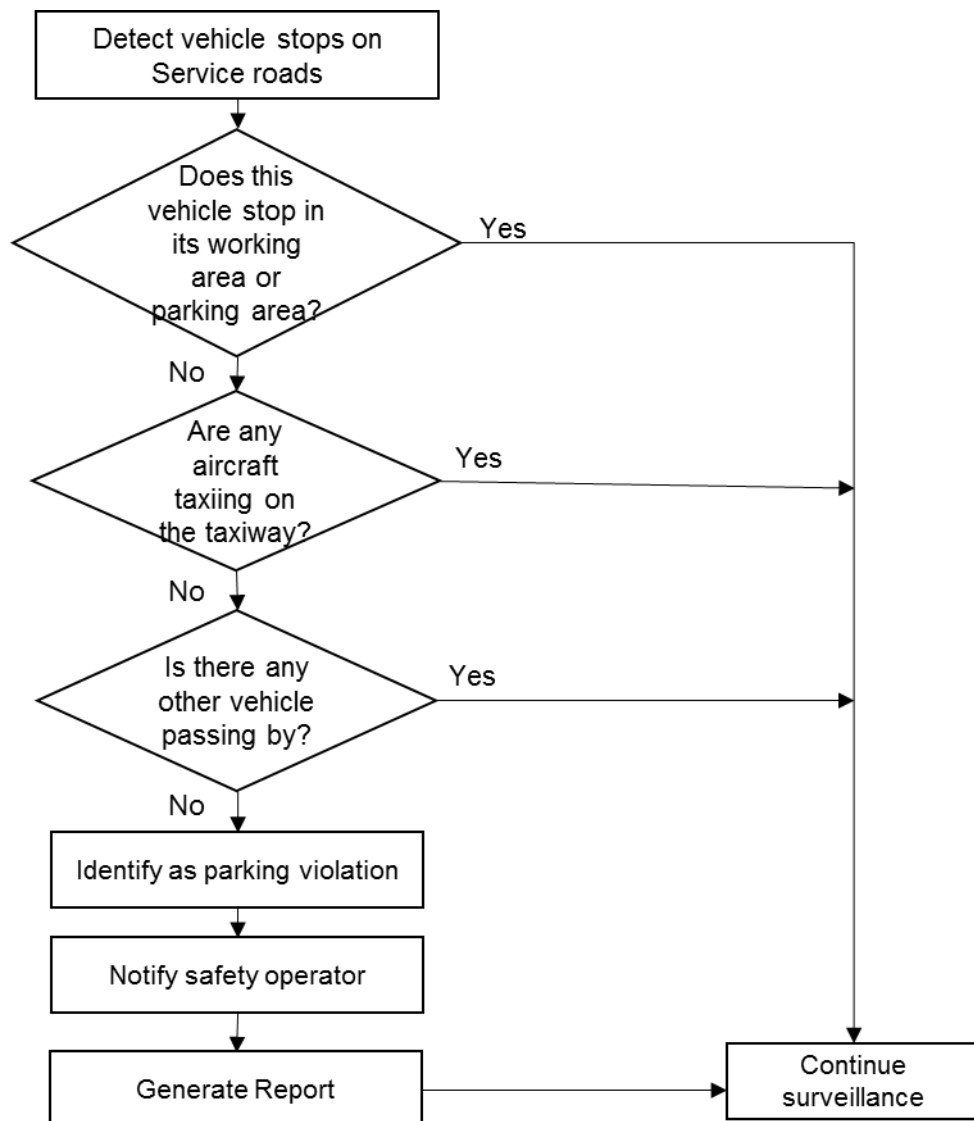 Detect vehicle stops on
Service roads
Does this
vehicle stop in
its working
area or
parking area?
Yes
No
Are any
aircraft
taxiing on
the taxiway?
Yes
No
Is there any
other vehicle
passing by?
Yes
No
Identify as parking violation
Notify safety operator
Generate Report
Continue
surveillance